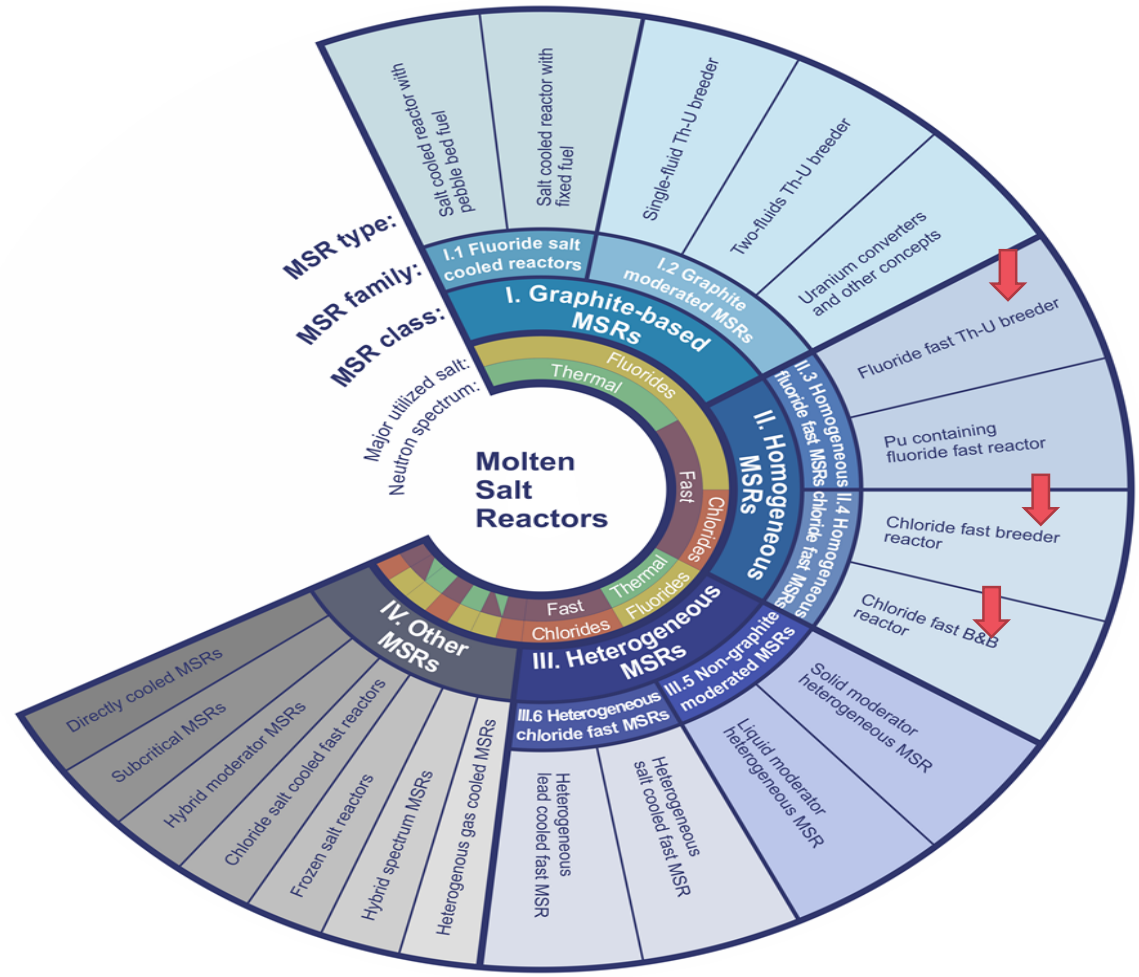 Molten
Salt
Reactors
MSR type:
MSR family:
MSR class:
Major utilized salt:
Neutron spectrum:
Salt cooled reactor with
pebble bed fuel
Salt cooled reactor with
fixed fuel
Single-fluid Th-U breeder
Two-fluids Th-U breeder
Uranium converters
and other concepts
Fluoride fast Th-U breeder
Pu containing
fluoride fast reactor
Chloride fast breeder
reactor
Chloride fast B&B
reactor
Solid moderator
heterogeneous MSR
Liquid moderator
heterogeneous MSR
Heterogeneous
salt cooled fast MSR
Heterogeneous
lead cooled fast MSR
Heterogenous gas cooled MSRs
Hybrid spectrum MSRs
Frozen salt reactors
Chloride salt cooled fast reactors
Hybrid moderator MSRs
Subcritical MSRs
Directly cooled MSRs
I.1 Fluoride salt
cooled reactors
I.2 Graphite
moderated MSRs
II.3 Homogeneous
fluoride fast MSRs
II.4 Homogeneous
chloride fast MSRs
III.5 Non-graphite
moderated MSRs
III.6 Heterogeneous
chloride fast MSRs
I. Graphite-based
MSRs
II. Homogeneous
MSRs
III. Heterogeneous
MSRs
IV. Other
MSRs
Fluorides
Chlorides
Fluorides
Chlorides
Thermal
Fast
Thermal
Fast